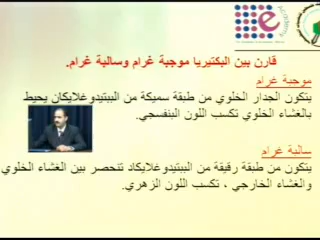 e Academy
قارن بين البكتيريا موجبة غرام وسالبة غرام.
موجبة غرام
يتكون الجدار الخلوي من طبقة سميكة من الببتيدوغلايكان يحيط
بالغشاء الخلوي تكسب اللون البنفسجي.
سالبة غرام
يتكون من طبقة رقيقة من الببتيدوغلايكاد تنحصر بين الغشاء الخلوي
والغشاء الخارجي ، تكسب اللون الزهري.